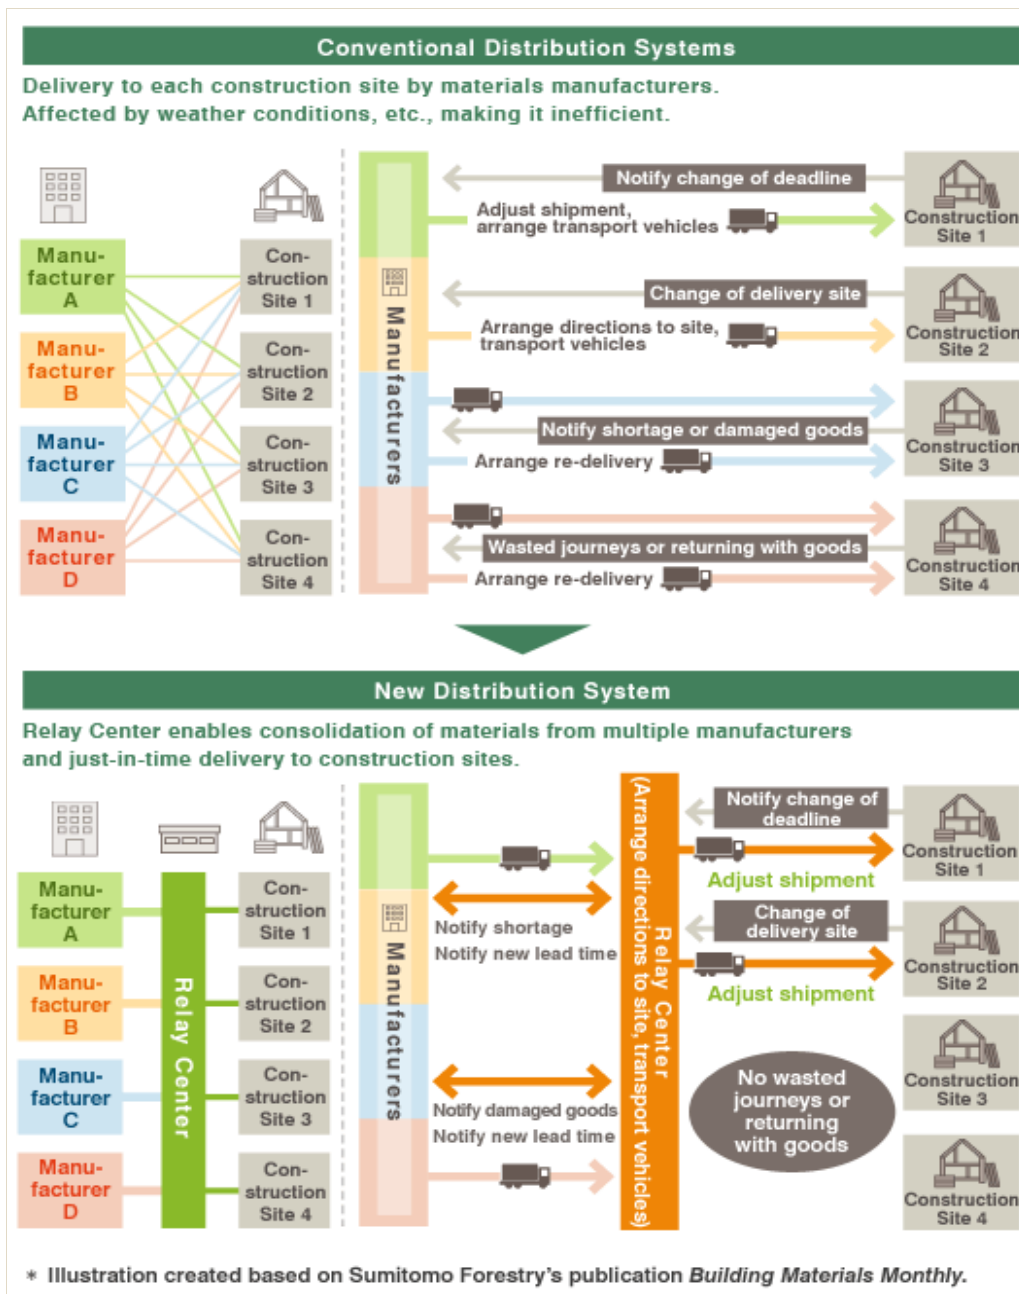 Conventional Distribution Systems
Delivery to each construction site by materials manufacturers.
Affected by weather conditions, etc., making it inefficient.
Manu-
facturer
A
Manu-
facturer
B
Manu-
facturer
C
Manu-
facturer
D
Con-
struction
Site 1
Con-
struction
Site 2
Con-
struction
Site 3
Con-
struction
Site 4
Manufacturers
Notify change of deadline
Adjust shipment,
arrange transport vehicles
Construction
Site 1
Change of delivery site
Arrange directions to site,
transport vehicles
Construction
Site 2
Notify shortage or damaged goods
Arrange re-delivery
Construction
Site 3
Wasted journeys or returning with goods
Arrange re-delivery
Construction
Site 4
New Distribution System
Relay Center enables consolidation of materials from multiple manufacturers
and just-in-time delivery to construction sites.
Manu-
facturer
A
Manu-
facturer
B
Manu-
facturer
C
Manu-
facturer
D
Relay Center
Con-
struction
Site 1
Con-
struction
Site 2
Con-
struction
Site 3
Con-
struction
Site 4
Manufacturers
Notify shortage
Notify new lead time
Notify damaged goods
Notify new lead time
Relay Center
(Arrange directions to site, transport vehicles)
Notify change of
deadline
Adjust shipment
Construction
Site 1
Change of
delivery site
Adjust shipment
Construction
Site 2
No wasted
journeys or
returning
with goods
Construction
Site 3
Construction
Site 4
* Illustration created based on Sumitomo Forestry's publication Building Materials Monthly.